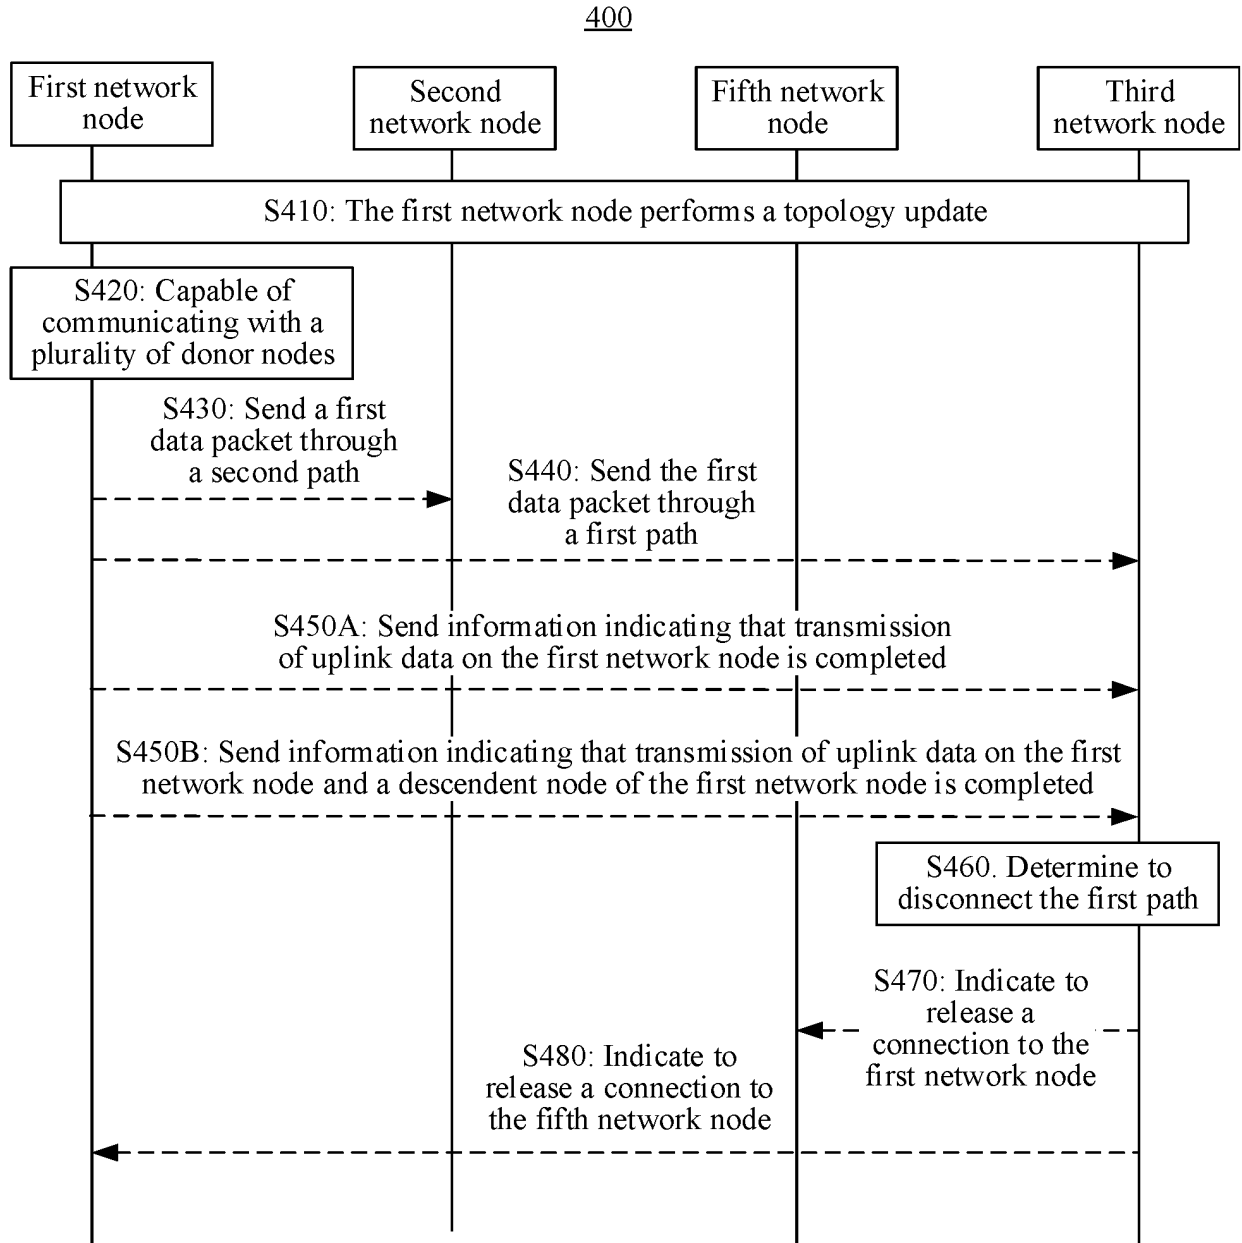 400
First network
node
Second
network node
Fifth network
node
Third
network node
S410: The first network node performs a topology update
S420: Capable of
communicating with a
plurality of donor nodes
S430: Send a first
data packet through
a second path
S440: Send the first
data packet through
a first path
S450A: Send information indicating that transmission
of uplink data on the first network node is completed
S450B: Send information indicating that transmission of uplink data on the first
network node and a descendent node of the first network node is completed
S460. Determine to
disconnect the first path
S470: Indicate to
release a
connection to the
first network node
S480: Indicate to
release a connection to
the fifth network node